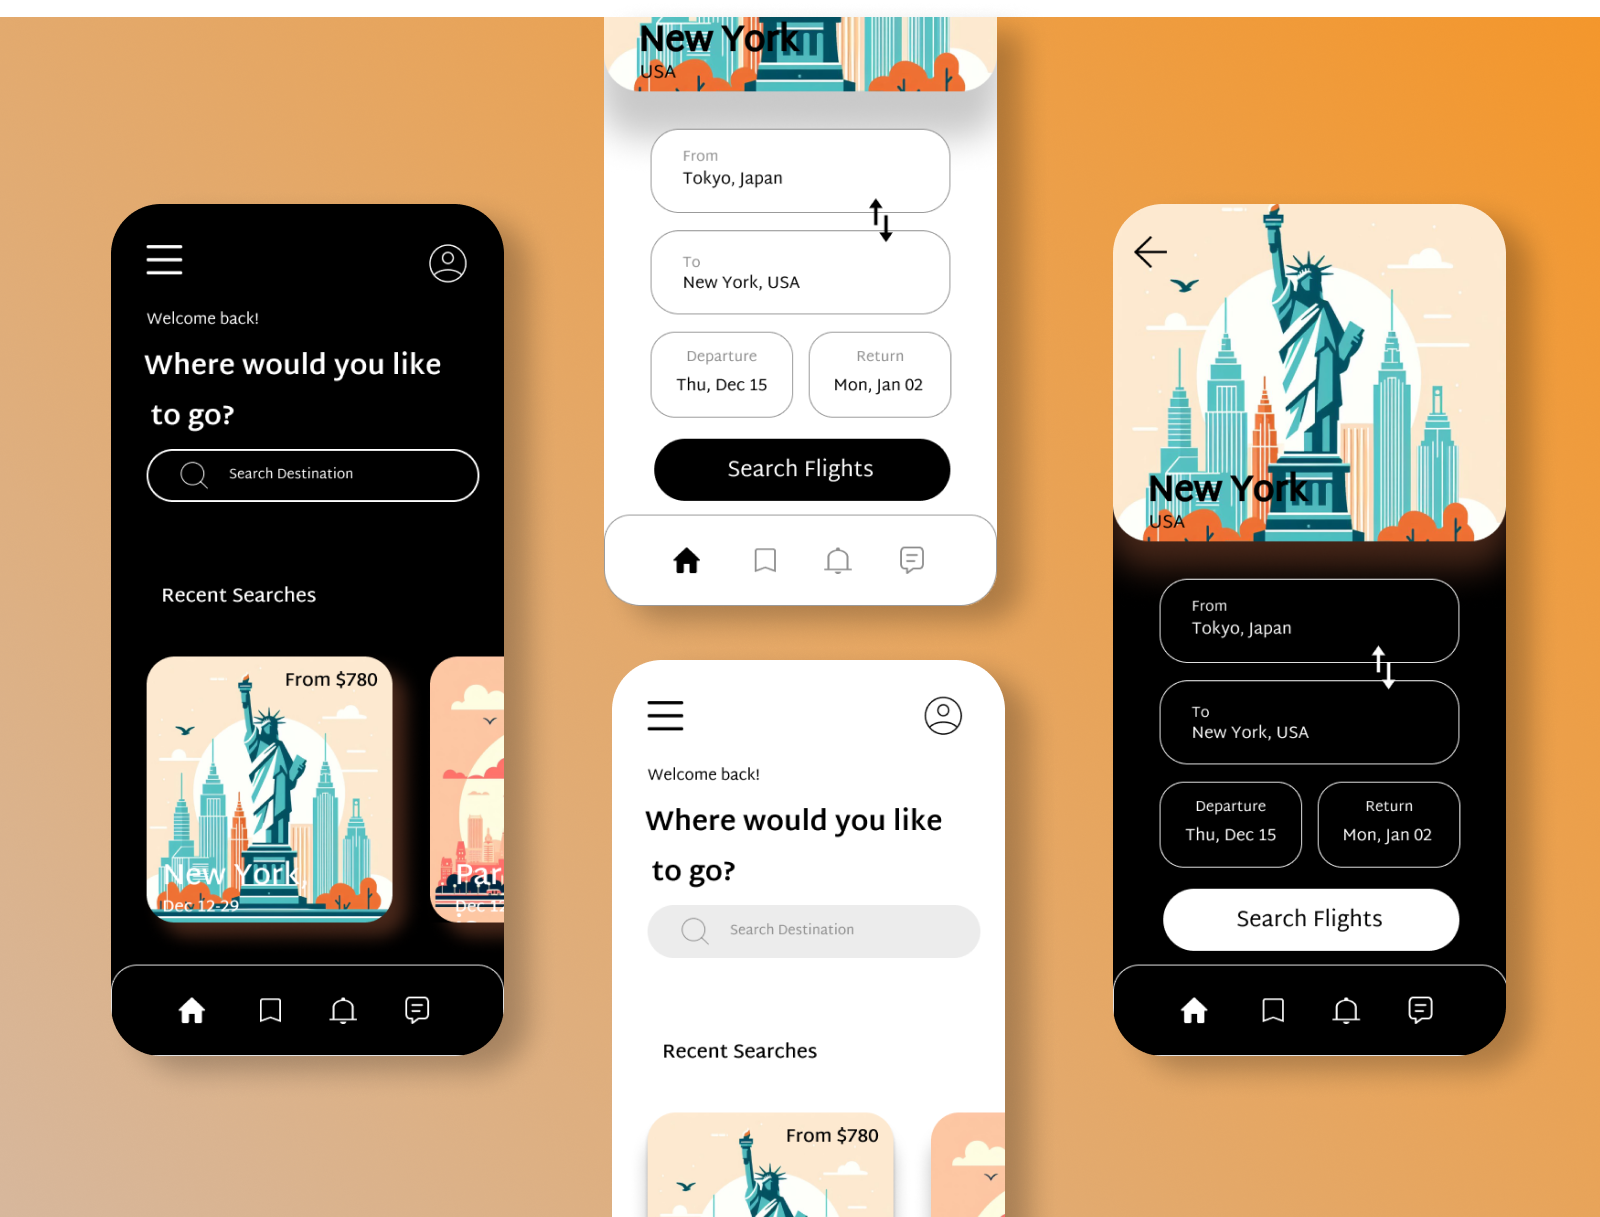 Welcome back!
Where would you like
to go?
Search Destination
Recent Searches
From $780
New York,
Dec 12-29
Par
Dec 12
New York
USA
From
Tokyo, Japan
To
New York, USA
Departure
Thu, Dec 15
Return
Mon, Jan 02
Search Flights
Welcome back!
Where would you like
to go?
Search Destination
Recent Searches
From $780
New York
USA
From
Tokyo, Japan
To
New York, USA
Departure
Thu, Dec 15
Return
Mon, Jan 02
Search Flights